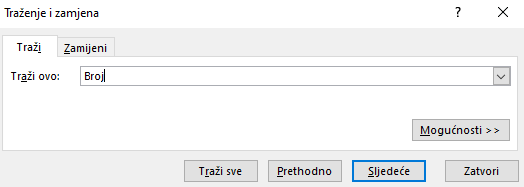 Traženje i zamjena
Traži Zamijeni
Traži ovo: Broj
Mogućnosti >>
Traži sve Prethodno Sljedeće Zatvori